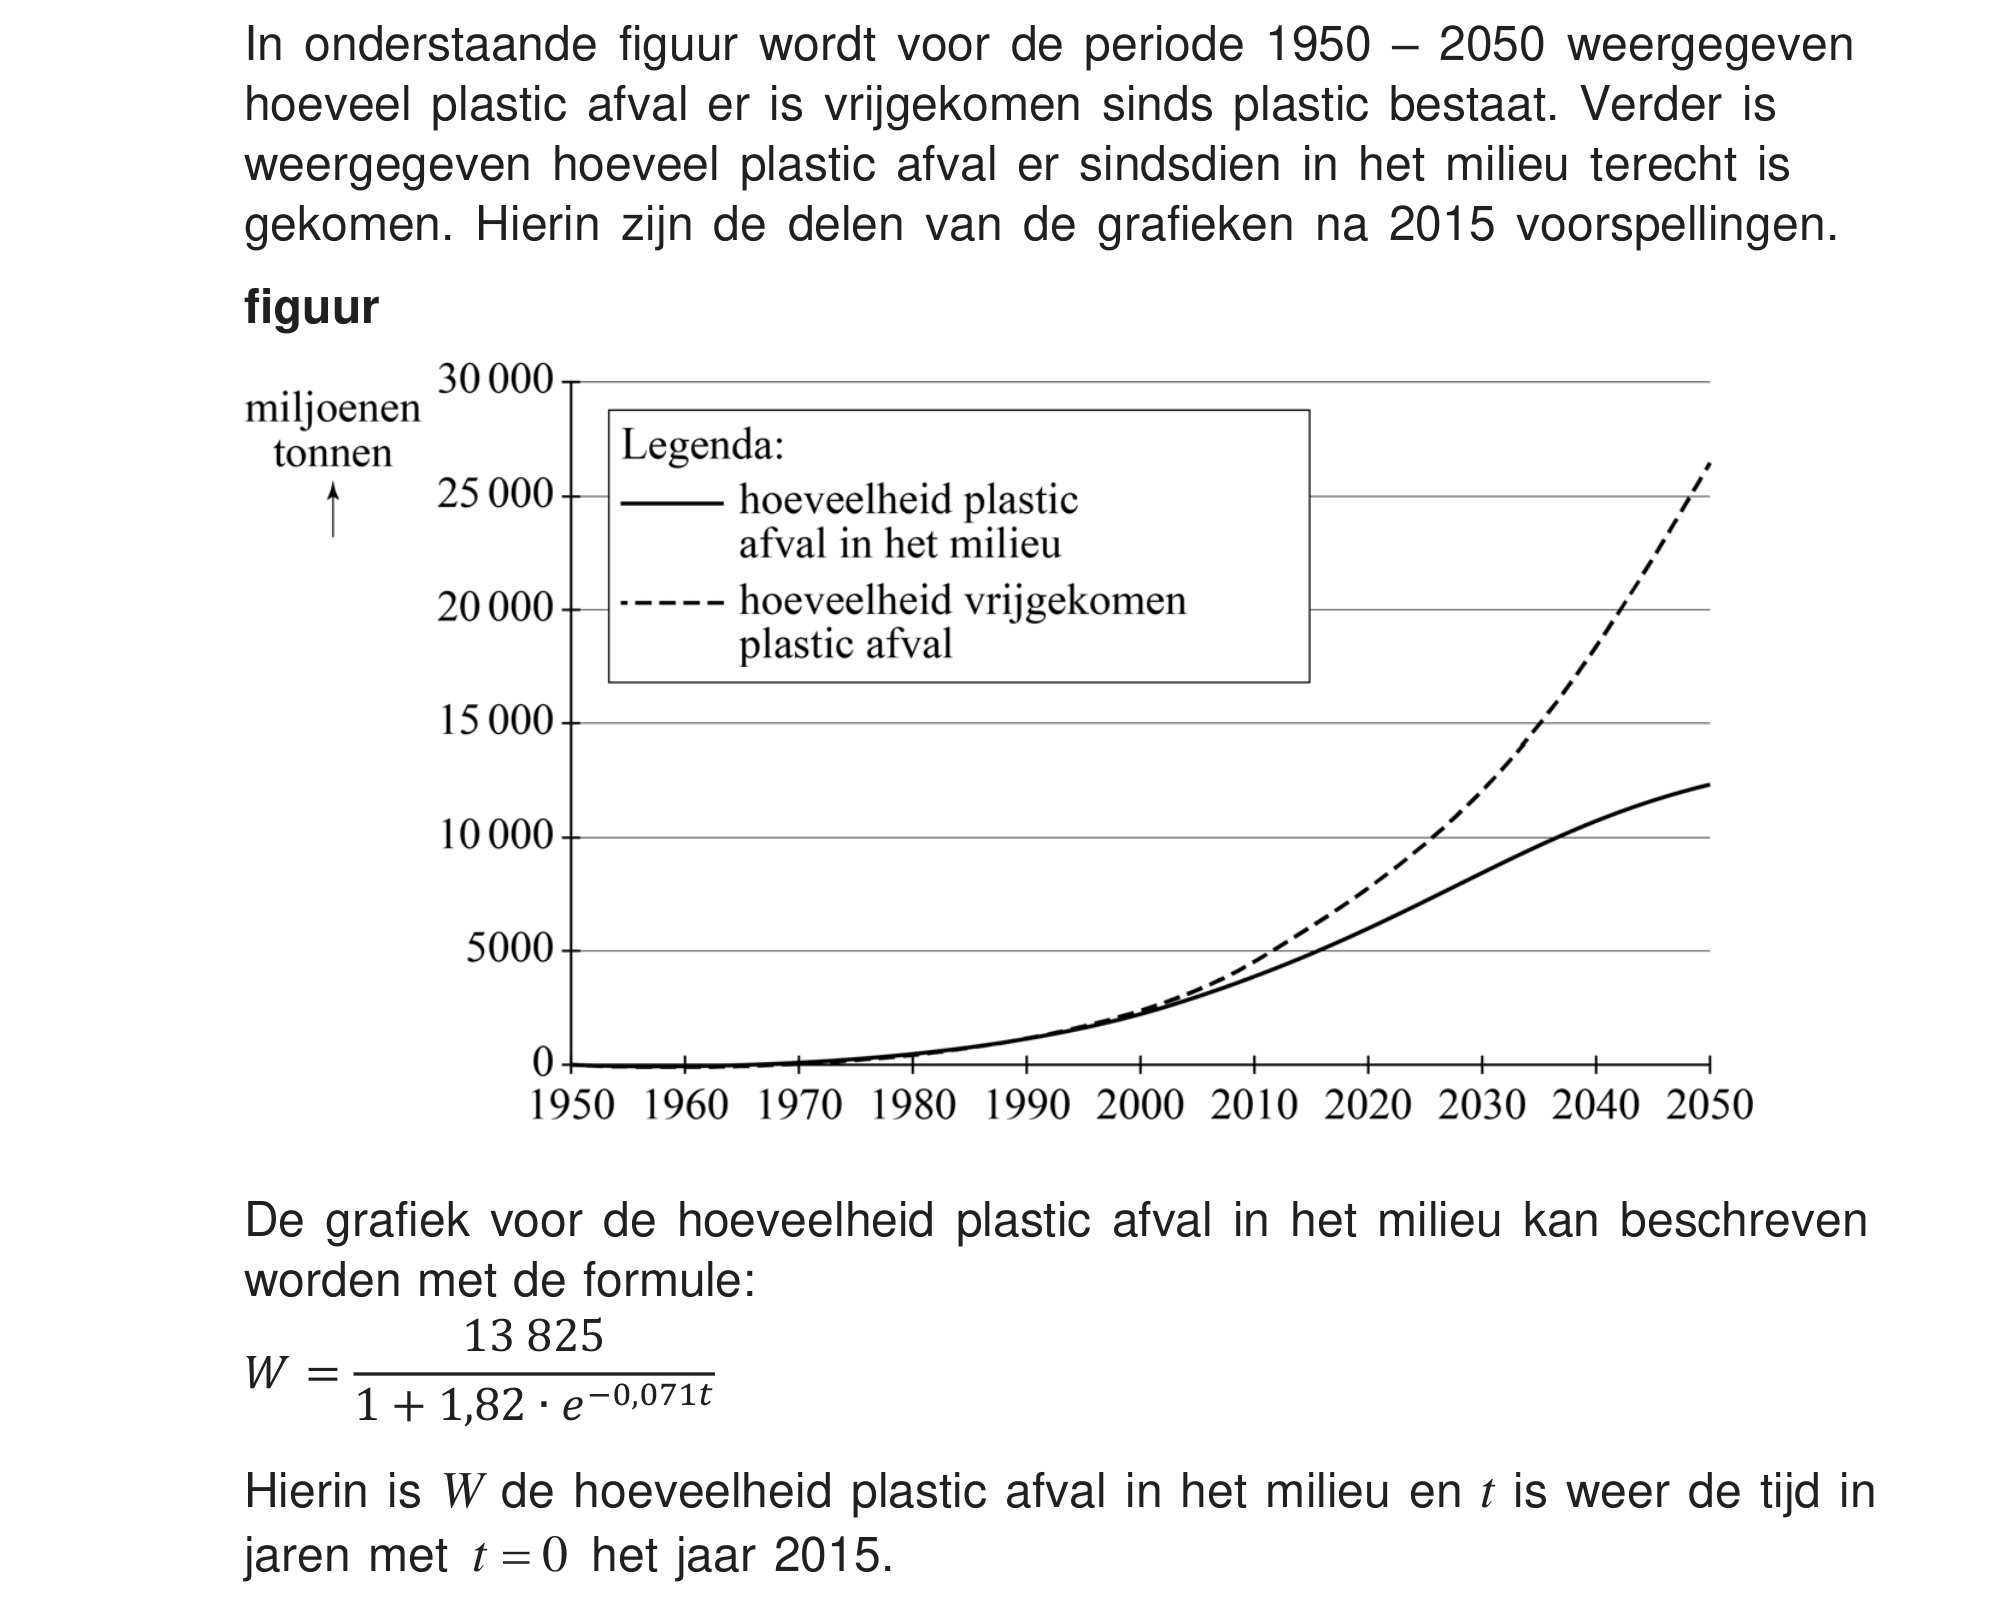 In onderstaande figuur wordt voor de periode 1950 – 2050 weergegeven
hoeveel plastic afval er is vrijgekomen sinds plastic bestaat. Verder is
weergegeven hoeveel plastic afval er sindsdien in het milieu terecht is
gekomen. Hierin zijn de delen van de grafieken na 2015 voorspellingen.
figuur
miljoenen
tonnen
30 000
25 000
20 000
15 000
10 000
5000
0
Legenda:
hoeveelheid plastic
afval in het milieu
hoeveelheid vrijgekomen
plastic afval
1950 1960 1970 1980 1990 2000 2010 2020 2030 2040 2050
De grafiek voor de hoeveelheid plastic afval in het milieu kan beschreven
worden met de formule:
W = 13 825 / (1 + 1,82 · e^(−0,071t))
Hierin is W de hoeveelheid plastic afval in het milieu en t is weer de tijd in
jaren met t = 0 het jaar 2015.